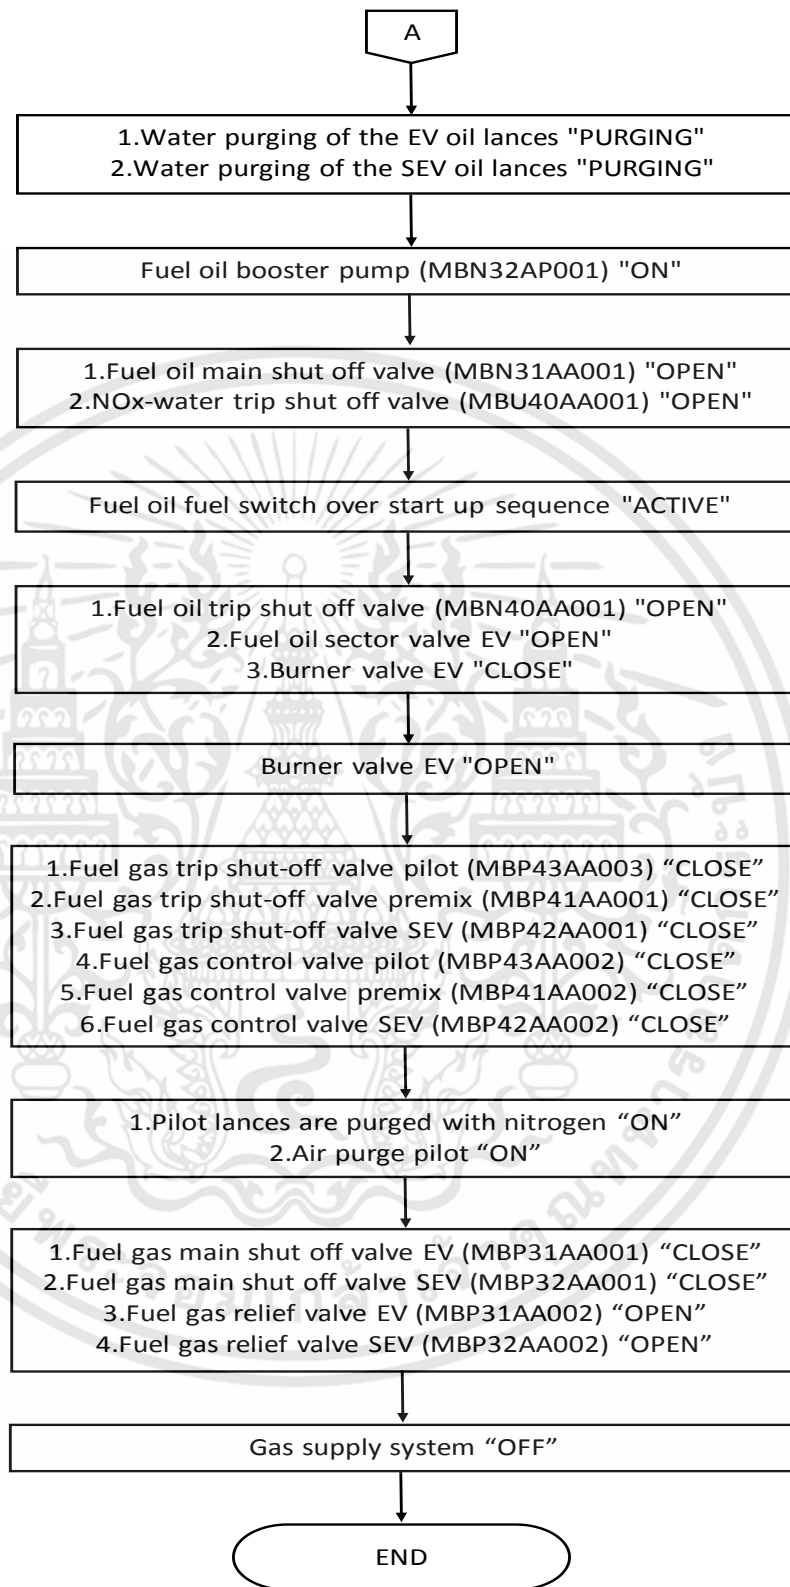 A
1.Water purging of the EV oil lances "PURGING"
2.Water purging of the SEV oil lances "PURGING"
Fuel oil booster pump (MBN32AP001) "ON"
1.Fuel oil main shut off valve (MBN31AA001) "OPEN"
2.NOx-water trip shut off valve (MBU40AA001) "OPEN"
Fuel oil fuel switch over start up sequence "ACTIVE"
1.Fuel oil trip shut off valve (MBN40AA001) "OPEN"
2.Fuel oil sector valve EV "OPEN"
3.Burner valve EV "CLOSE"
Burner valve EV "OPEN"
1.Fuel gas trip shut-off valve pilot (MBP43AA003) “CLOSE”
2.Fuel gas trip shut-off valve premix (MBP41AA001) “CLOSE”
3.Fuel gas trip shut-off valve SEV (MBP42AA001) “CLOSE”
4.Fuel gas control valve pilot (MBP43AA002) “CLOSE”
5.Fuel gas control valve premix (MBP41AA002) “CLOSE”
6.Fuel gas control valve SEV (MBP42AA002) “CLOSE”
1.Pilot lances are purged with nitrogen “ON”
2.Air purge pilot “ON”
1.Fuel gas main shut off valve EV (MBP31AA001) “CLOSE”
2.Fuel gas main shut off valve SEV (MBP32AA001) “CLOSE”
3.Fuel gas relief valve EV (MBP31AA002) “OPEN”
4.Fuel gas relief valve SEV (MBP32AA002) “OPEN”
Gas supply system “OFF”
END